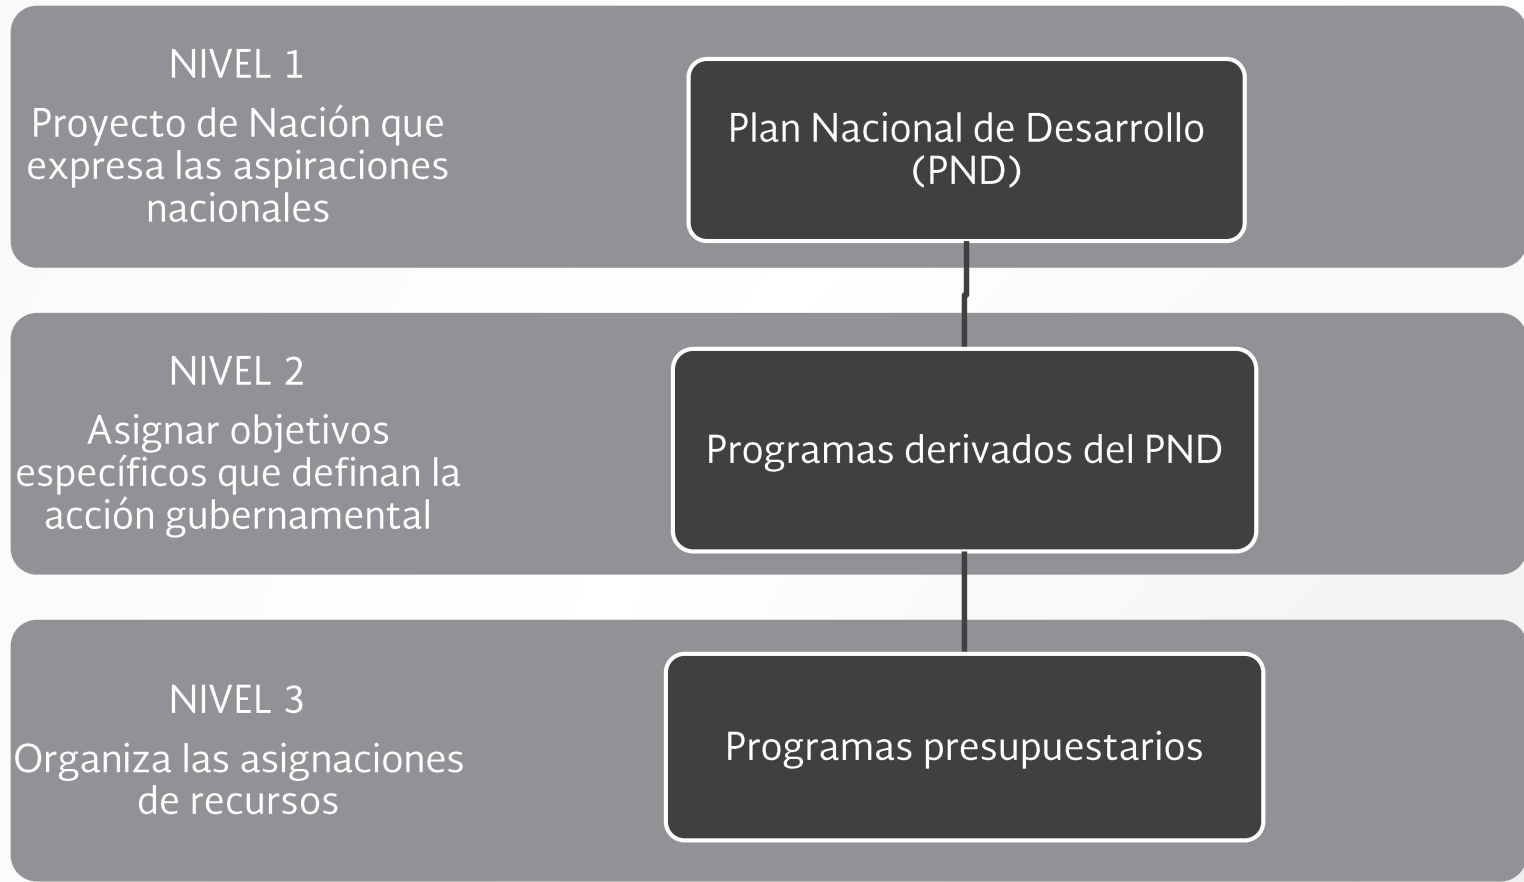 NIVEL 1
Proyecto de Nación que
expresa las aspiraciones
nacionales
Plan Nacional de Desarrollo
(PND)
NIVEL 2
Asignar objetivos
específicos que definan la
acción gubernamental
Programas derivados del PND
NIVEL 3
Organiza las asignaciones
de recursos
Programas presupuestarios